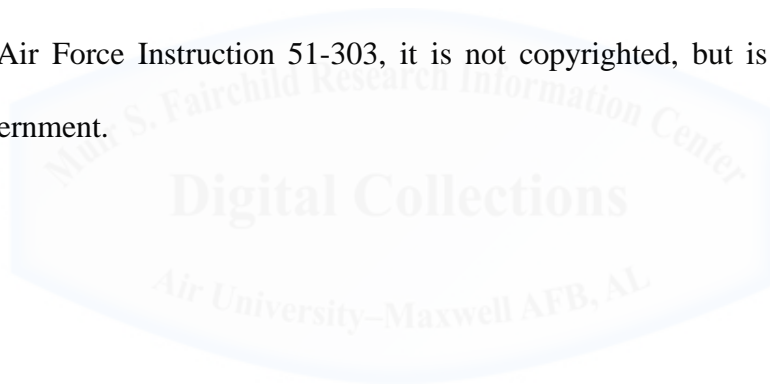 Air Force Instruction 51-303, it is not copyrighted, but is
ernment.
Muir S. Fairchild Research Information Center
Digital Collections
Air University–Maxwell AFB, AL